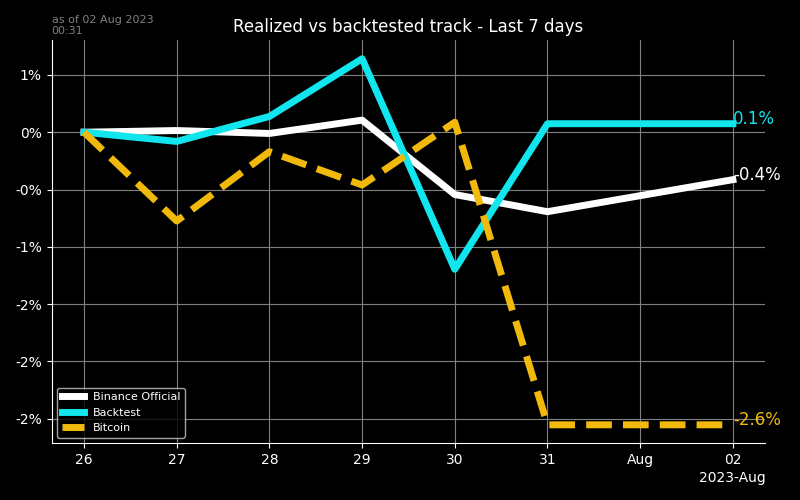 as of 02 Aug 2023
00:31
Realized vs backtested track - Last 7 days
1%
0%
-0%
-1%
-2%
-2%
-2%
0.1%
-0.4%
-2.6%
Binance Official
Backtest
Bitcoin
26 27 28 29 30 31 Aug 02
2023-Aug